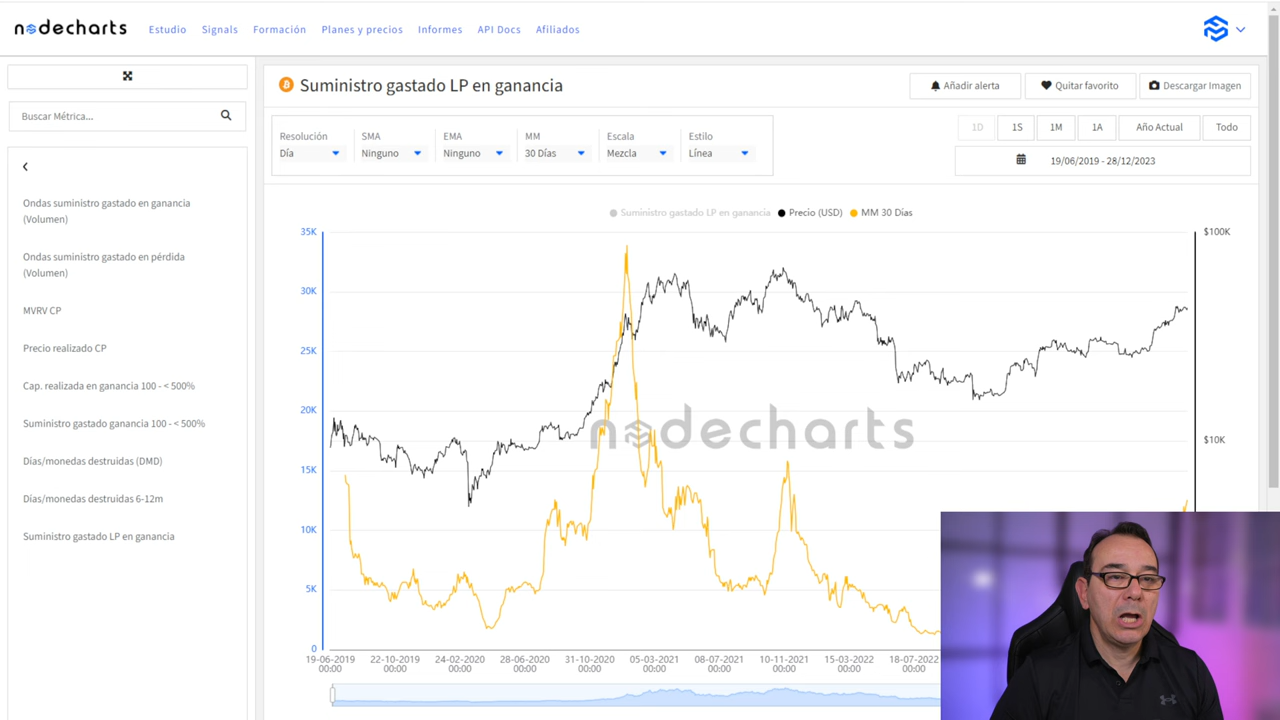 nodecharts
Estudio Signals Formación Planes y precios Informes API Docs Afiliados
Buscar Métrica...
Ondas suministro gastado en ganancia
(Volumen)
Ondas suministro gastado en pérdida
(Volumen)
MVRV CP
Precio realizado CP
Cap. realizada en ganancia 100 - < 500%
Suministro gastado ganancia 100 - < 500%
Días/monedas destruidas (DMD)
Días/monedas destruidas 6-12m
Suministro gastado LP en ganancia
Suministro gastado LP en ganancia
Añadir alerta Quitar favorito Descargar Imagen
Resolución SMA EMA MM Escala Estilo
Día Ninguno Ninguno 30 Días Mezcla Línea
1D 1S 1M 1A Año Actual Todo
19/06/2019 - 28/12/2023
Suministro gastado LP en ganancia Precio (USD) MM 30 Días
35K
30K
25K
20K
15K
10K
5K
0
$100K
$10K
nodecharts
19-06-2019 22-10-2019 24-02-2020 28-06-2020 31-10-2020 05-03-2021 08-07-2021 10-11-2021 15-03-2022 18-07-2022
00:00 00:00 00:00 00:00 00:00 00:00 00:00 00:00 00:00 00:00